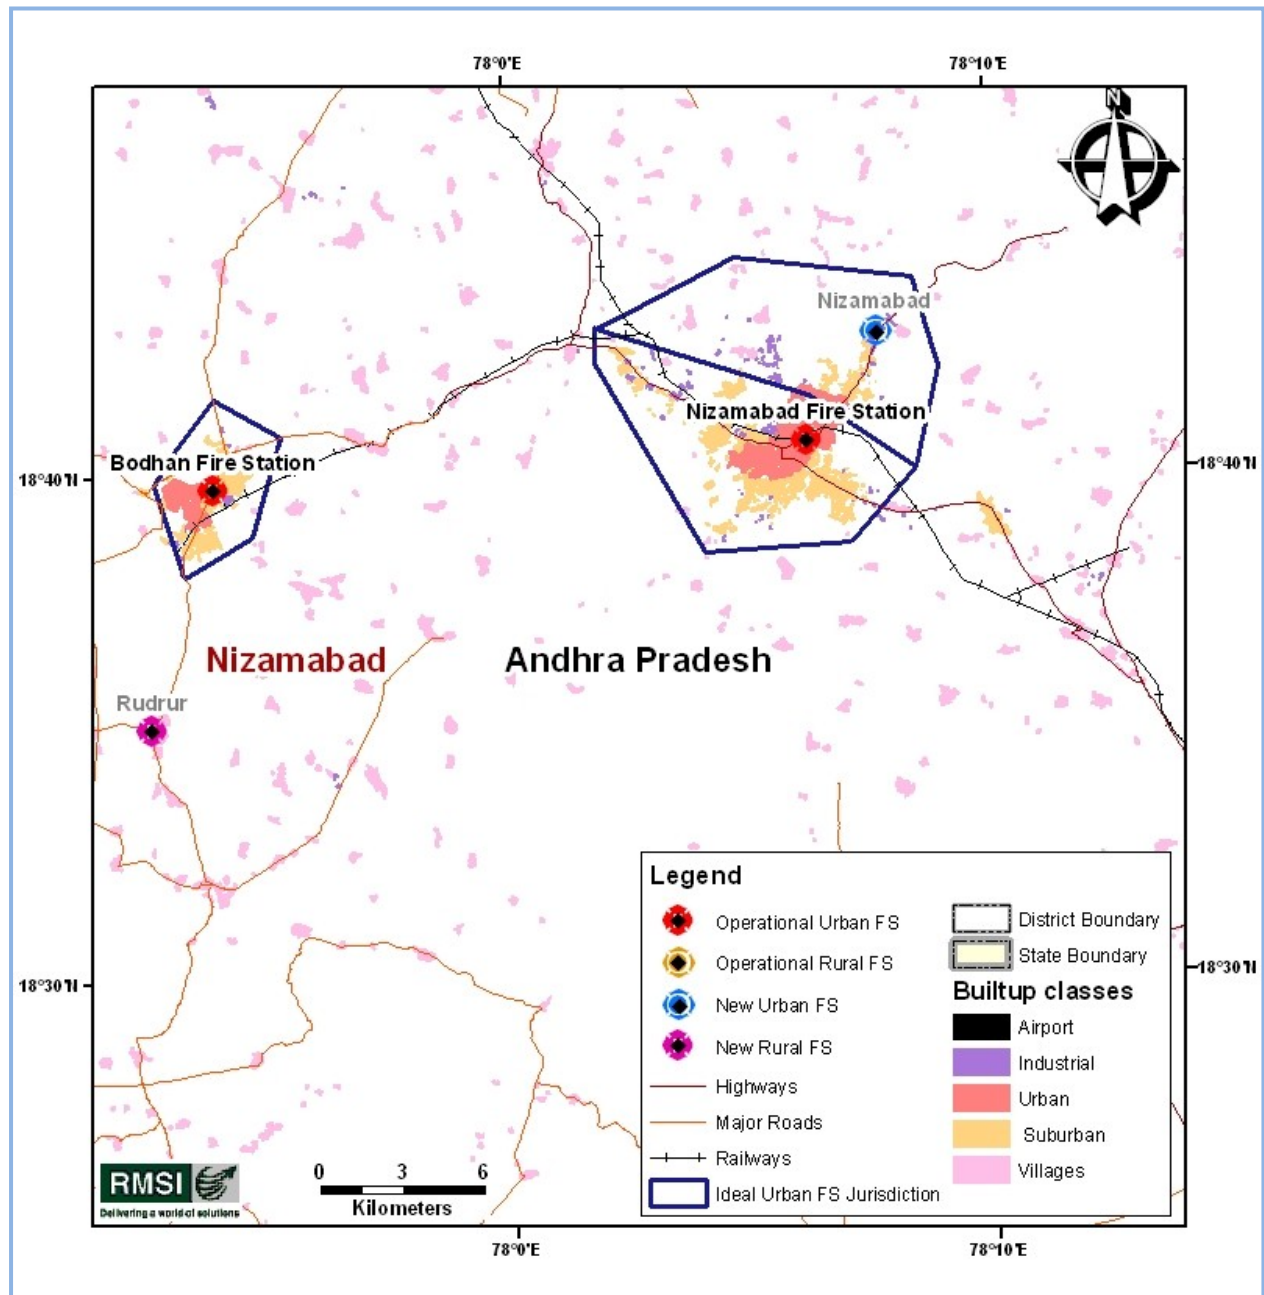 78°0'E 78°10'E
N
Nizamabad
Nizamabad Fire Station
Bodhan Fire Station
18°40'N 18°40'N
Nizamabad Andhra Pradesh
Rudrur
Legend
Operational Urban FS
Operational Rural FS
New Urban FS
New Rural FS
Highways
Major Roads
Railways
Ideal Urban FS Jurisdiction
District Boundary
State Boundary
Builtup classes
Airport
Industrial
Urban
Suburban
Villages
18°30'N 18°30'N
RMSI
Delivering a world of solutions
0 3 6
Kilometers
78°0'E 78°10'E